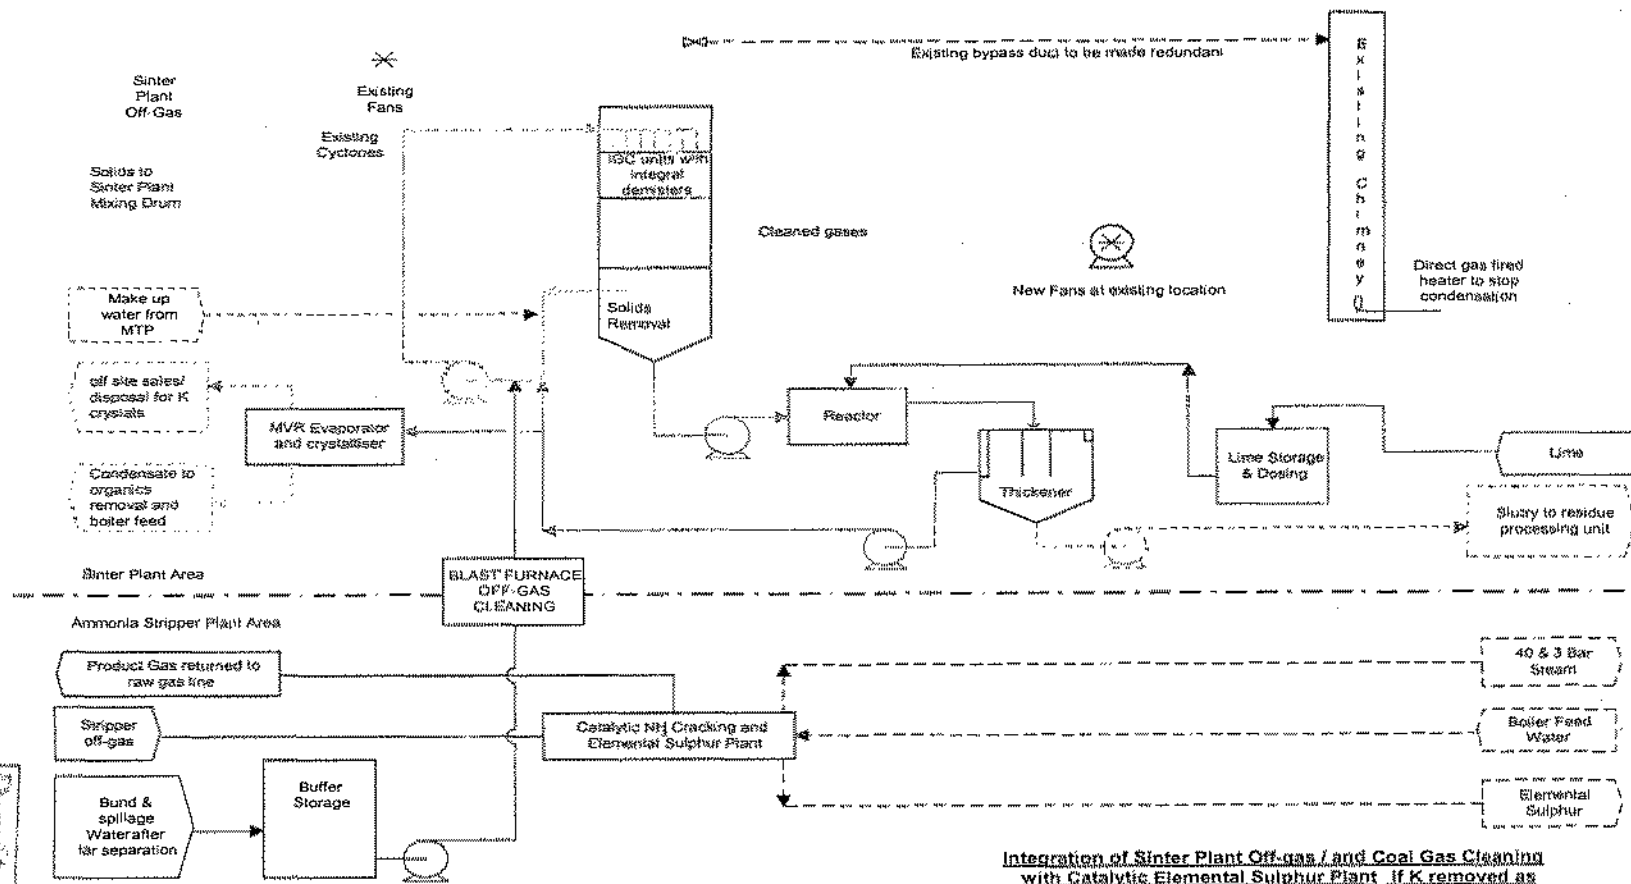 Existing bypass duct to be made redundant
Existing Chimney
Sinter
Plant
Off-Gas
Existing
Fans
Existing
Cyclones
IGC units with
integral
demisters
Solids to
Sinter Plant
Mixing Drum
Cleaned gases
New Fans at existing location
Direct gas fired
heater to stop
condensation
Make up
water from
MTP
Solids
Removal
off site sales/
disposal for K
crystals
MVR Evaporator
and crystalliser
Condensate to
organics
removal and
boiler feed
Reactor
Thickener
Lime Storage
& Dosing
Lime
Slurry to residue
processing unit
Sinter Plant Area
BLAST FURNACE
OFF-GAS
CLEANING
Ammonia Stripper Plant Area
Product Gas returned to
raw gas line
40 & 3 Bar
Steam
Stripper
off-gas
Catalytic NH3 Cracking and
Elemental Sulphur Plant
Boiler Feed
Water
Buffer
Storage
Bund &
spillage
Waterafter
tar separation
Elemental
Sulphur
Integration of Sinter Plant Off-gas / and Coal Gas Cleaning
with Catalytic Elemental Sulphur Plant if K removed as